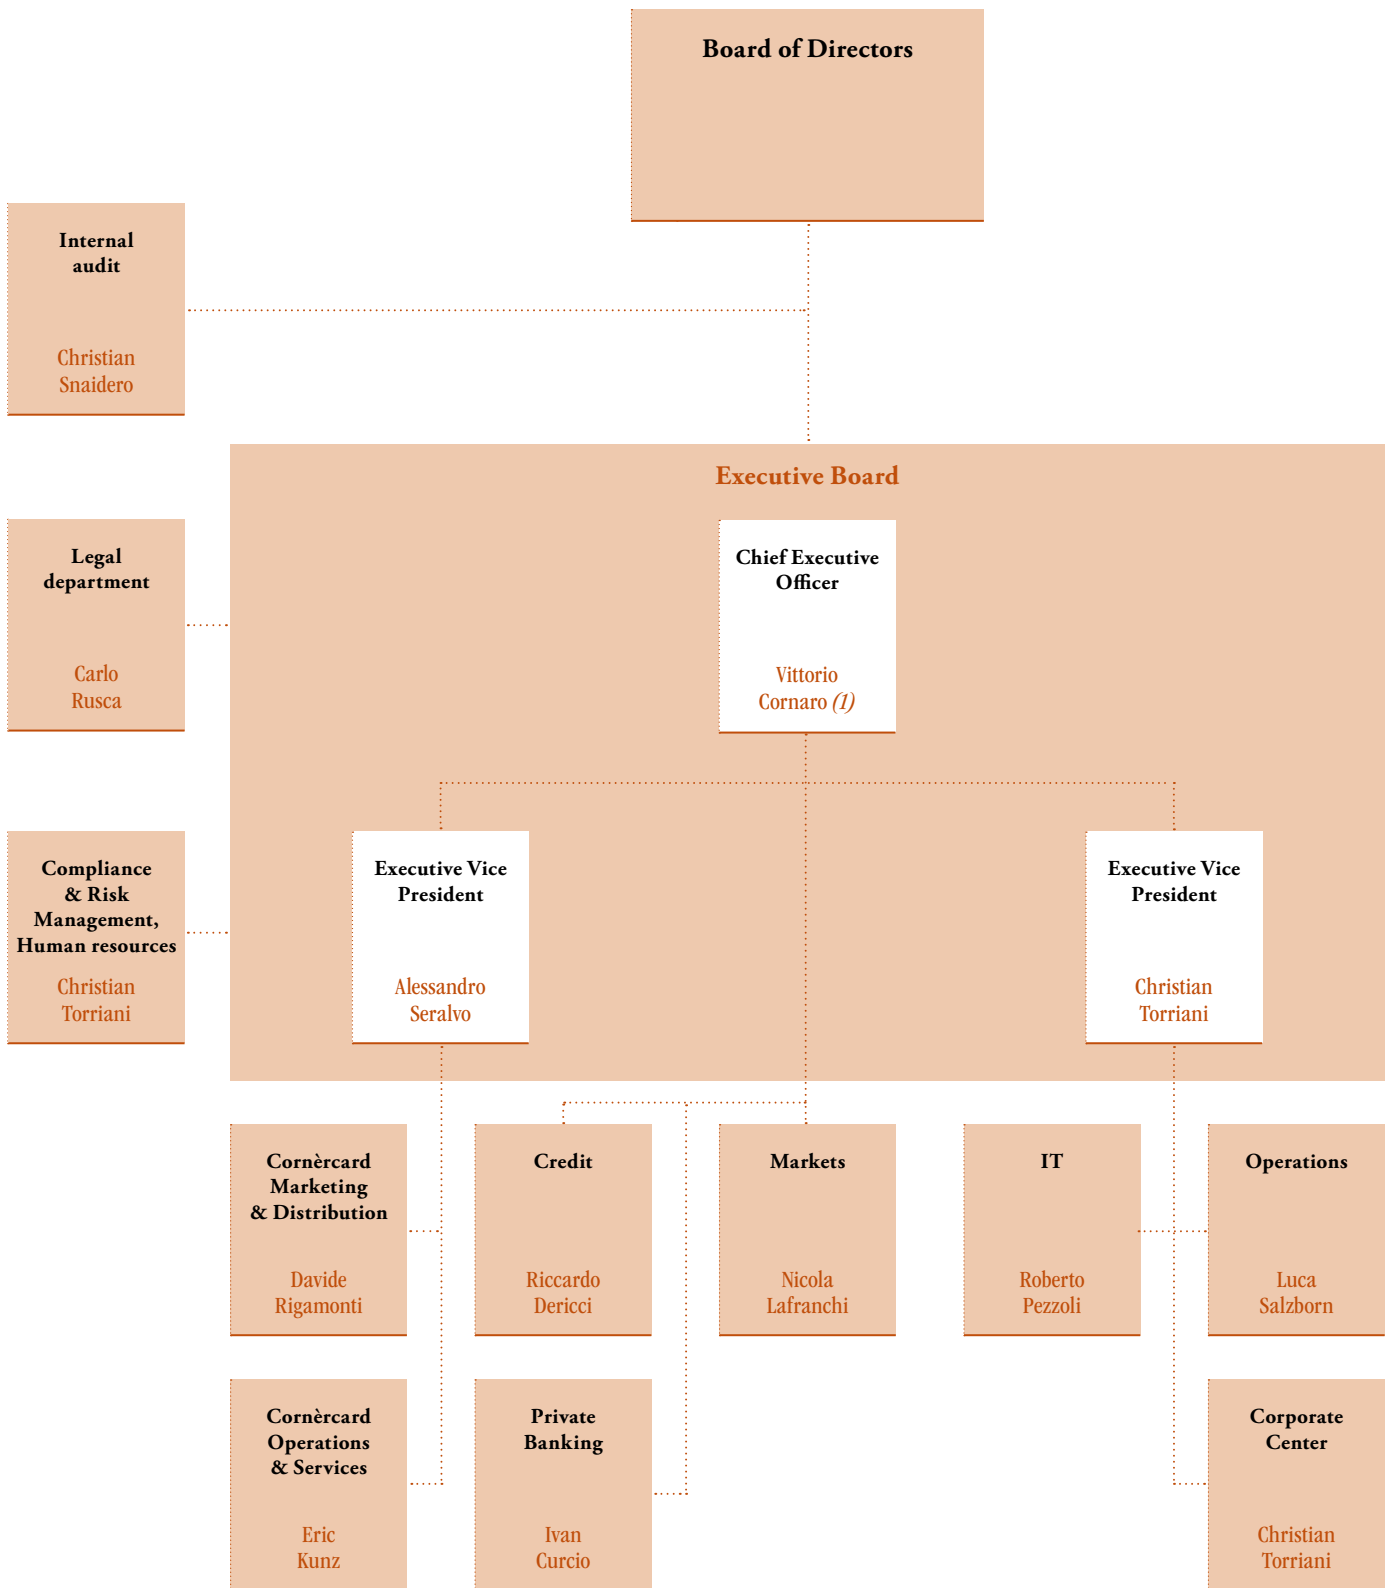 Board of Directors
Internal
audit
Christian
Snaidero
Executive Board
Legal
department
Carlo
Rusca
Chief Executive
Officer
Vittorio
Cornaro (1)
Compliance
& Risk
Management,
Human resources
Christian
Torriani
Executive Vice
President
Alessandro
Seralvo
Executive Vice
President
Christian
Torriani
Cornèrcard
Marketing
& Distribution
Davide
Rigamonti
Credit
Riccardo
Dericci
Markets
Nicola
Lafranchi
IT
Roberto
Pezzoli
Operations
Luca
Salzborn
Cornèrcard
Operations
& Services
Eric
Kunz
Private
Banking
Ivan
Curcio
Corporate
Center
Christian
Torriani